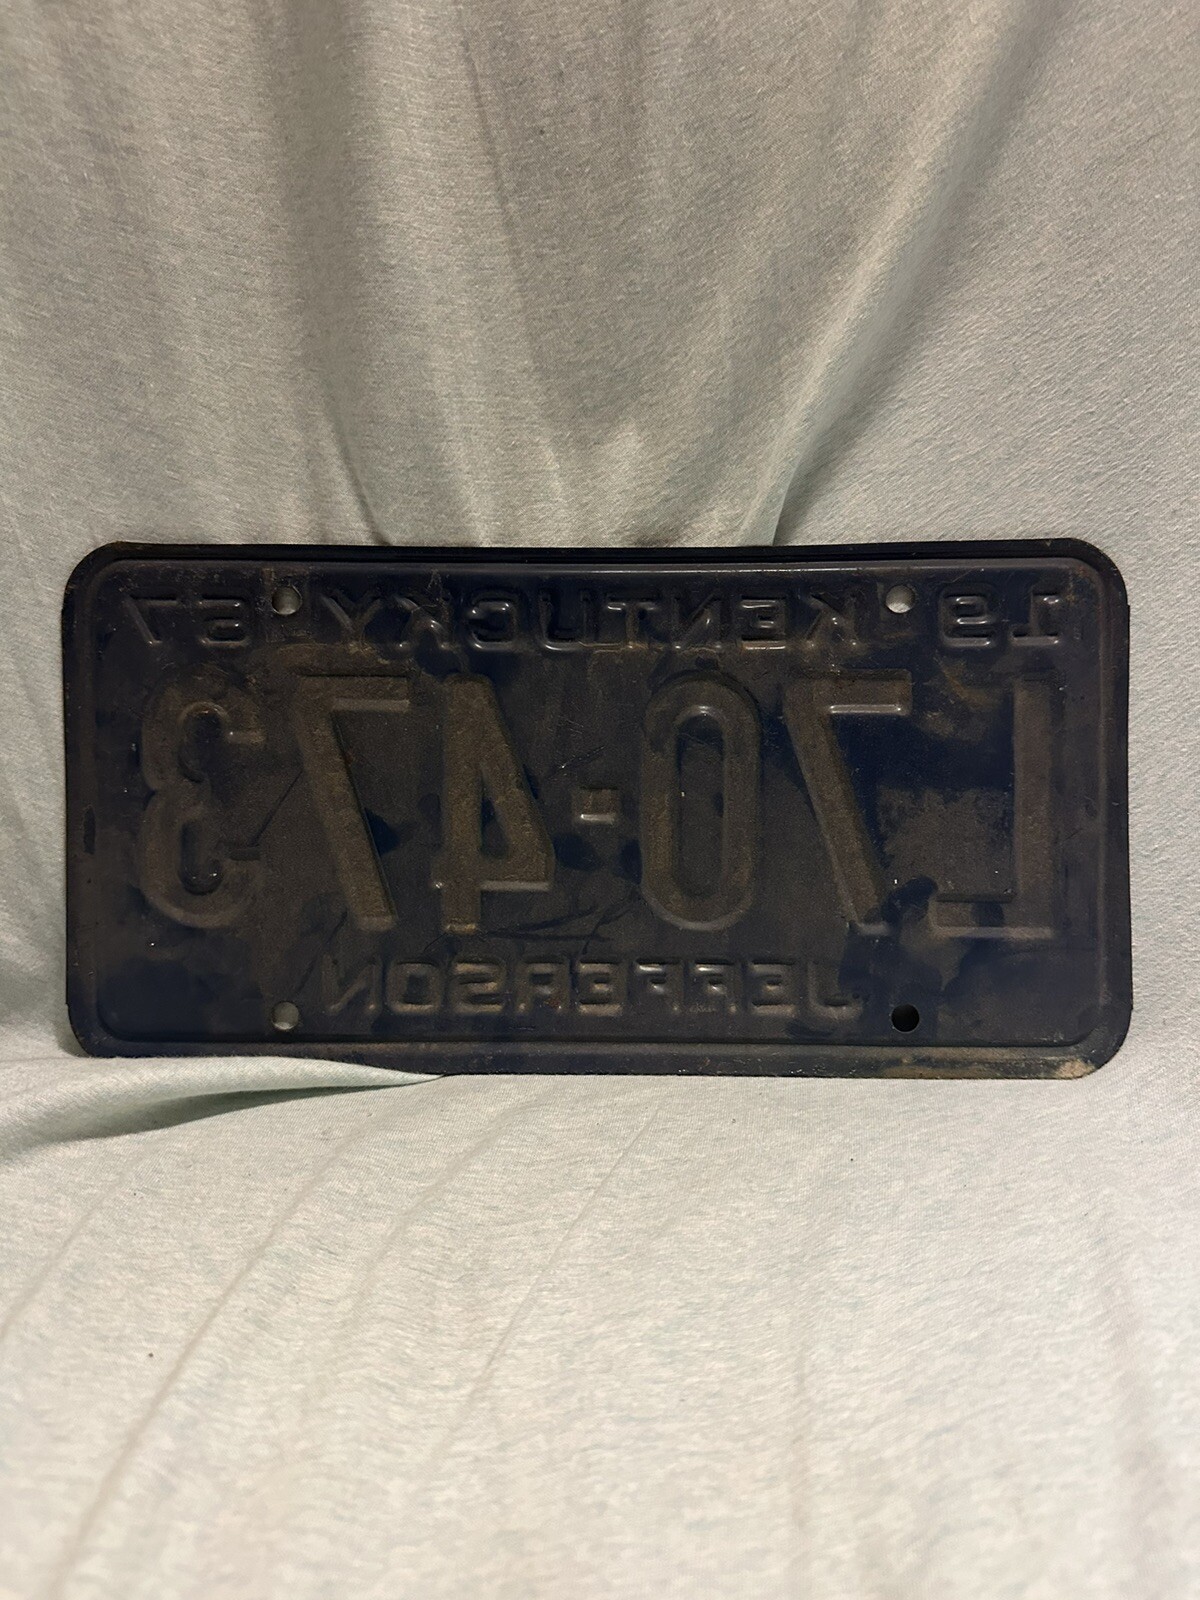 19 KENTUCKY 67
L70-473
JEFFERSON